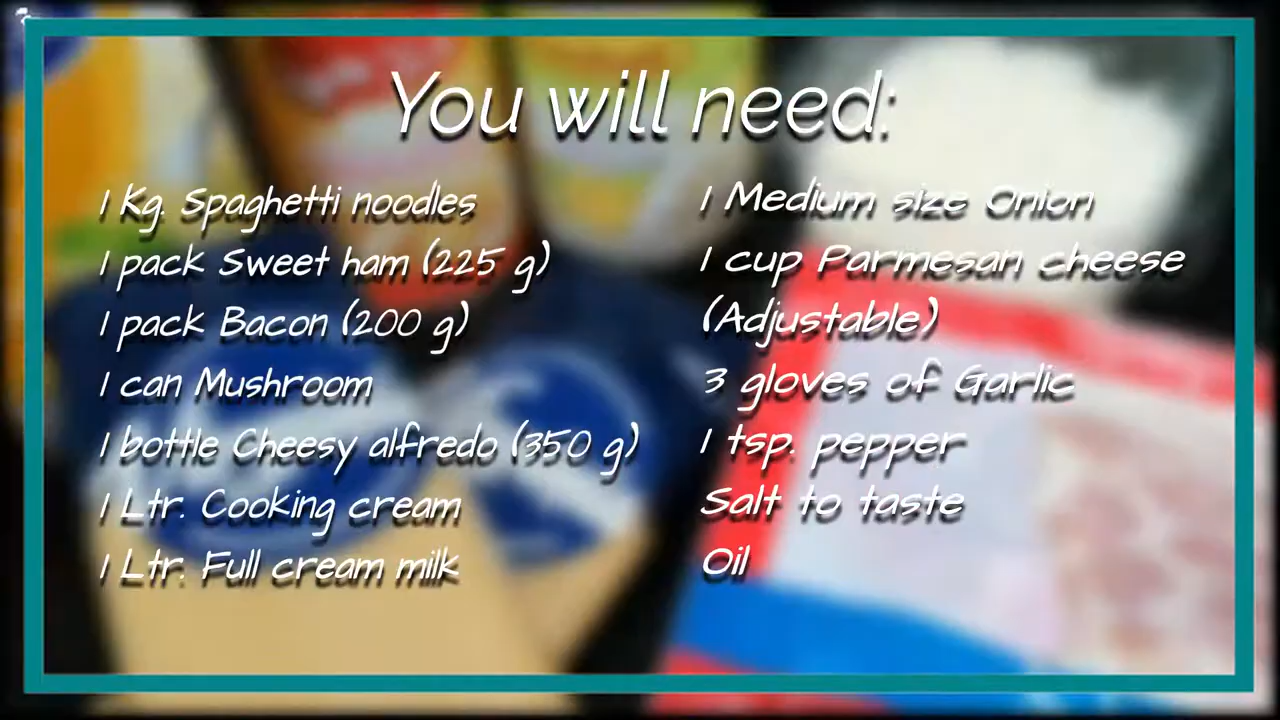 You will need:
1 Kg. Spaghetti noodles
1 pack Sweet ham (225 g)
1 pack Bacon (200 g)
1 can Mushroom
1 bottle Cheesy alfredo (350 g)
1 Ltr. Cooking cream
1 Ltr. Full cream milk
1 Medium size Onion
1 cup Parmesan cheese
(Adjustable)
3 gloves of Garlic
1 tsp. pepper
Salt to taste
Oil